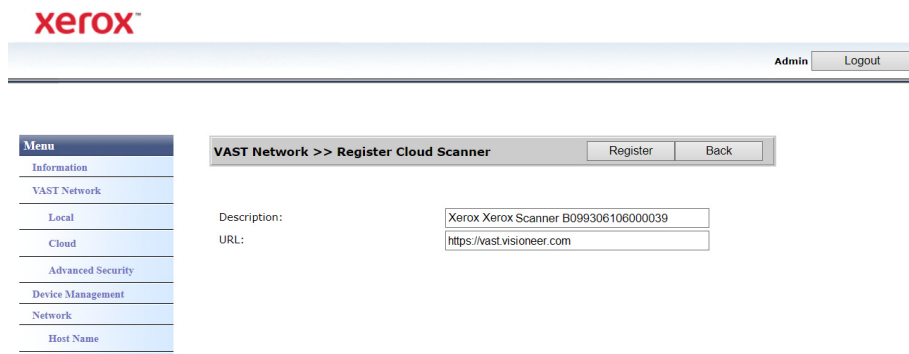 xerox™
Admin Logout
Menu
Information
VAST Network
Local
Cloud
Advanced Security
Device Management
Network
Host Name
VAST Network >> Register Cloud Scanner Register Back
Description: Xerox Xerox Scanner B099306106000039
URL: https://vast.visioneer.com